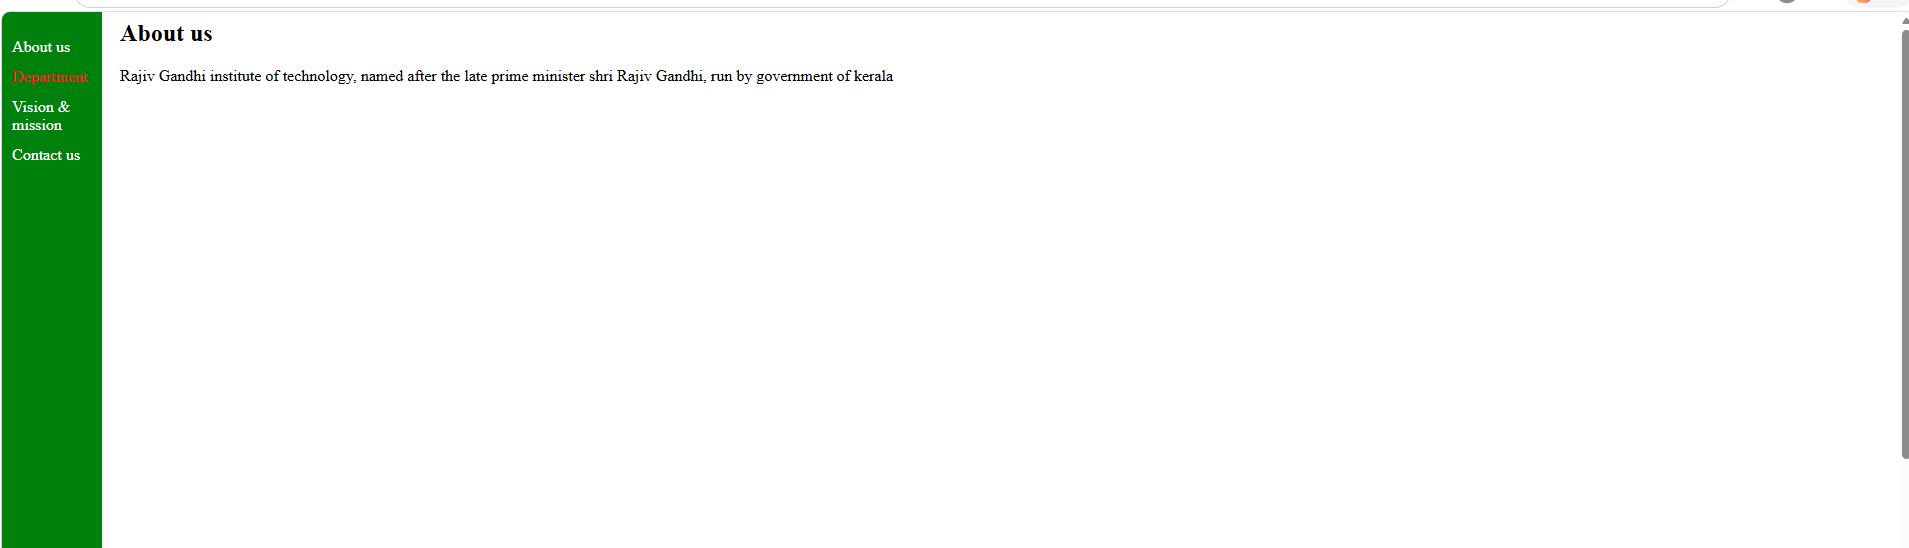 About us
Department
Vision &
mission
Contact us
About us
Rajiv Gandhi institute of technology, named after the late prime minister shri Rajiv Gandhi, run by government of kerala